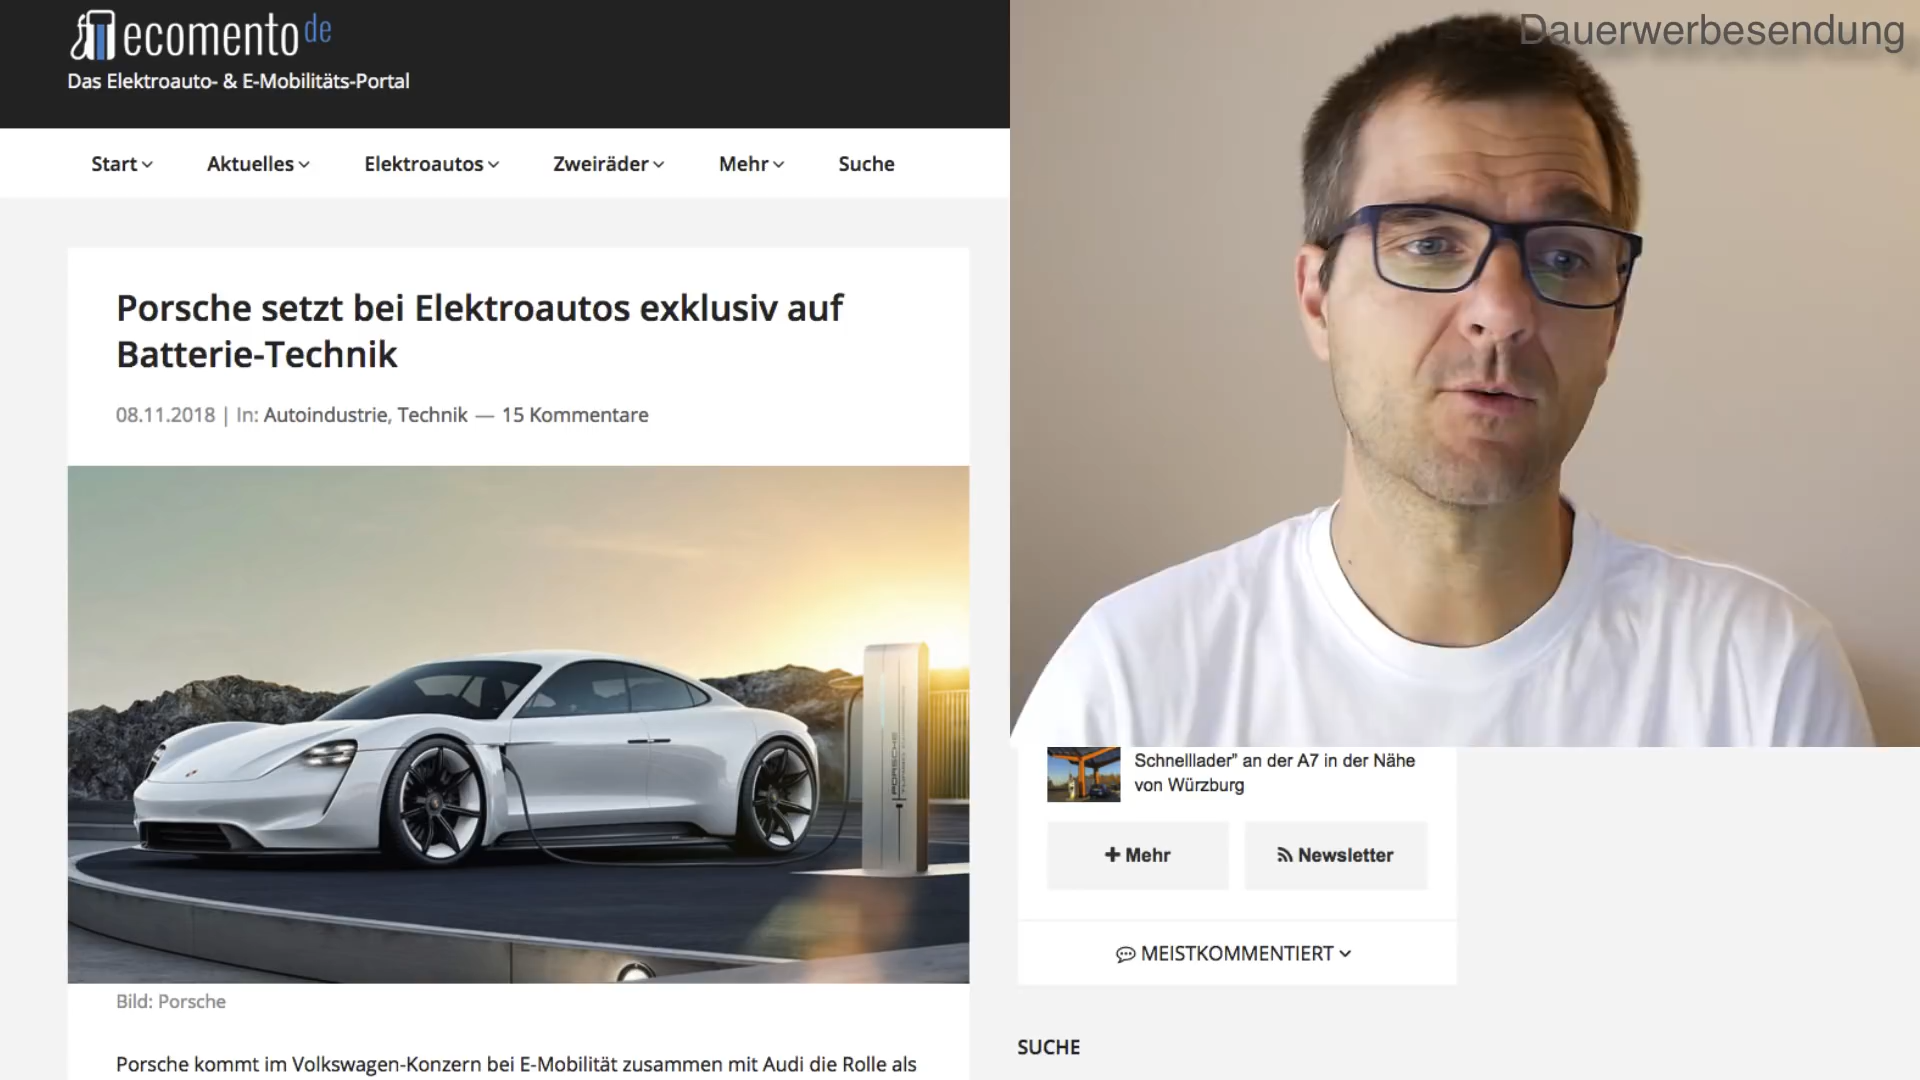 ecomento de
Das Elektroauto- & E-Mobilitäts-Portal
Dauerwerbesendung
Start
Aktuelles
Elektroautos
Zweiräder
Mehr
Suche
Porsche setzt bei Elektroautos exklusiv auf
Batterie-Technik
08.11.2018 | In: Autoindustrie, Technik — 15 Kommentare
PORSCHE
Bild: Porsche
Porsche kommt im Volkswagen-Konzern bei E-Mobilität zusammen mit Audi die Rolle als
Schnelllader" an der A7 in der Nähe
von Würzburg
Mehr
Newsletter
MEISTKOMMENTIERT
SUCHE